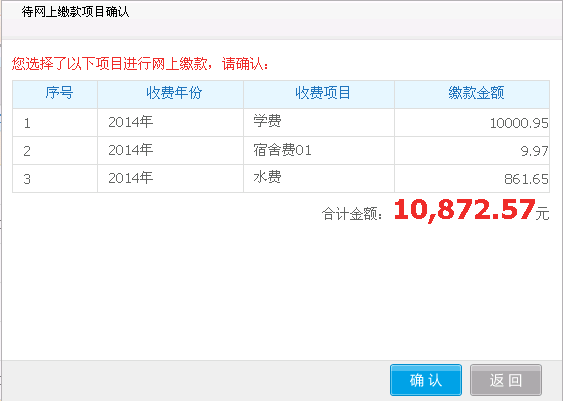 待网上缴款项目确认
您选择了以下项目进行网上缴款，请确认：
序号 收费年份 收费项目 缴款金额
1 2014年 学费 10000.95
2 2014年 宿舍费01 9.97
3 2014年 水费 861.65
合计金额：10,872.57元
确 认 返 回